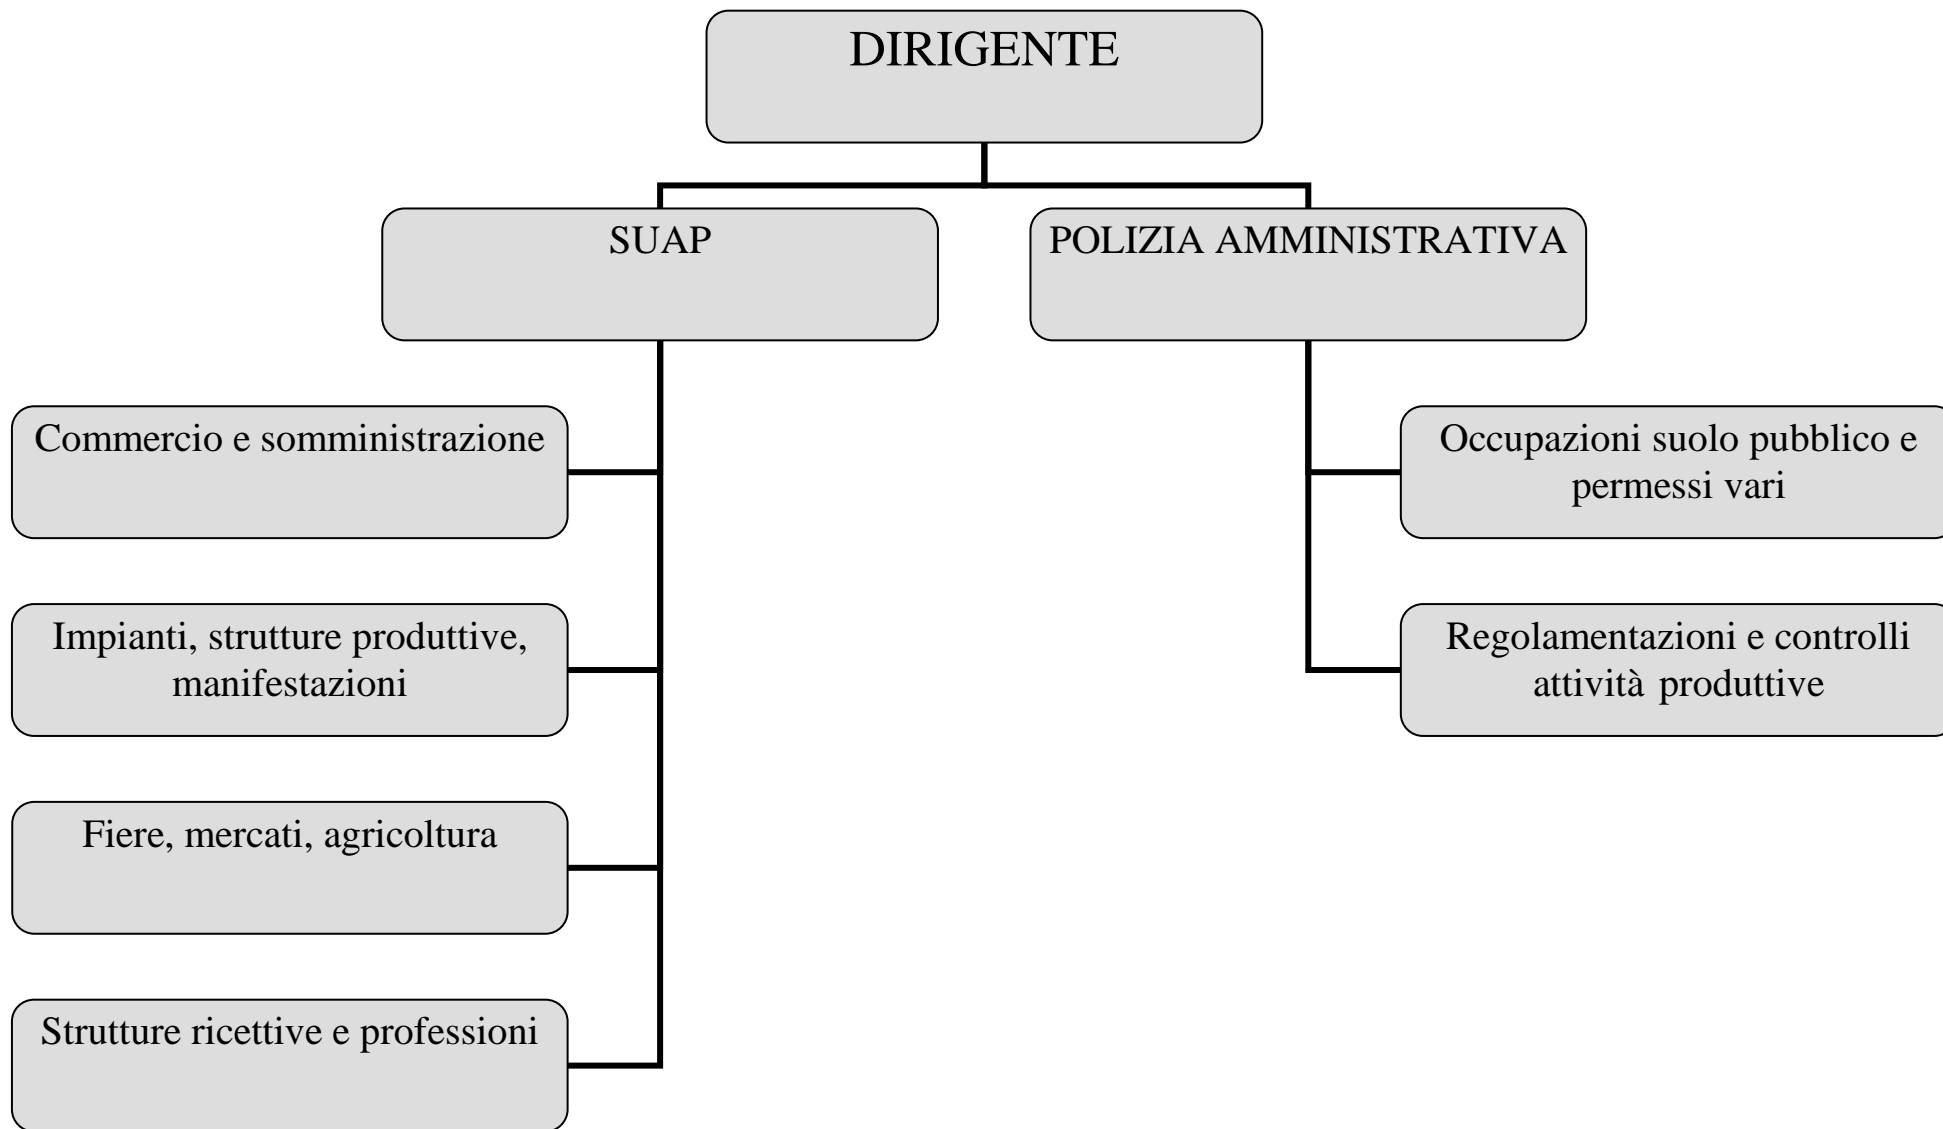 DIRIGENTE
SUAP
POLIZIA AMMINISTRATIVA
Commercio e somministrazione
Occupazioni suolo pubblico e
permessi vari
Impianti, strutture produttive,
manifestazioni
Regolamentazioni e controlli
attività produttive
Fiere, mercati, agricoltura
Strutture ricettive e professioni